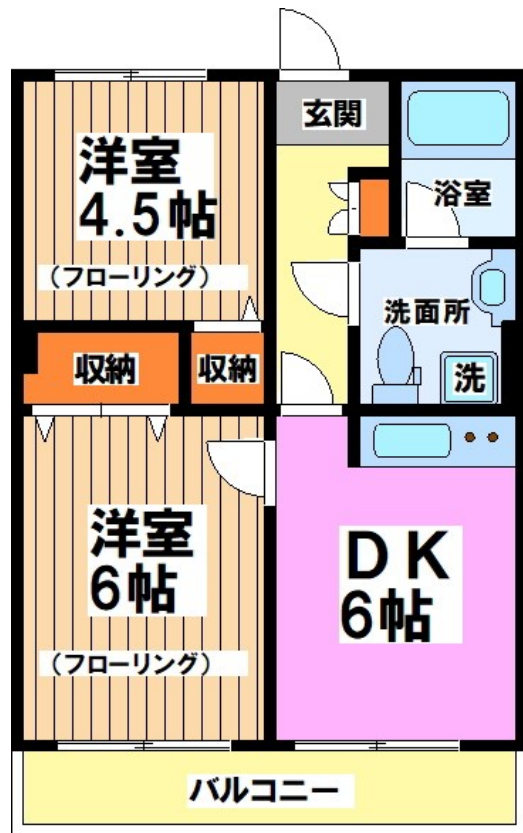 玄関
洋室
4.5帖
(フローリング)
浴室
洗面所
洗
収納
収納
洋室
6帖
(フローリング)
DK
6帖
バルコニー